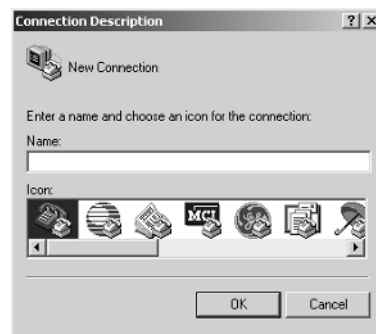 Connection Description
New Connection
Enter a name and choose an icon for the connection:
Name:
Icon:
MCI
OK
Cancel